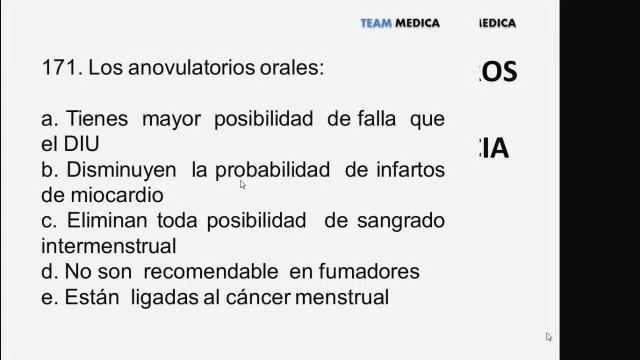 TEAM MEDICA
MEDICA
171. Los anovulatorios orales:
OS
a. Tienes mayor posibilidad de falla que
el DIU
IA
b. Disminuyen la probabilidad de infartos
de miocardio
c. Eliminan toda posibilidad de sangrado
intermenstrual
d. No son recomendable en fumadores
e. Están ligadas al cáncer menstrual